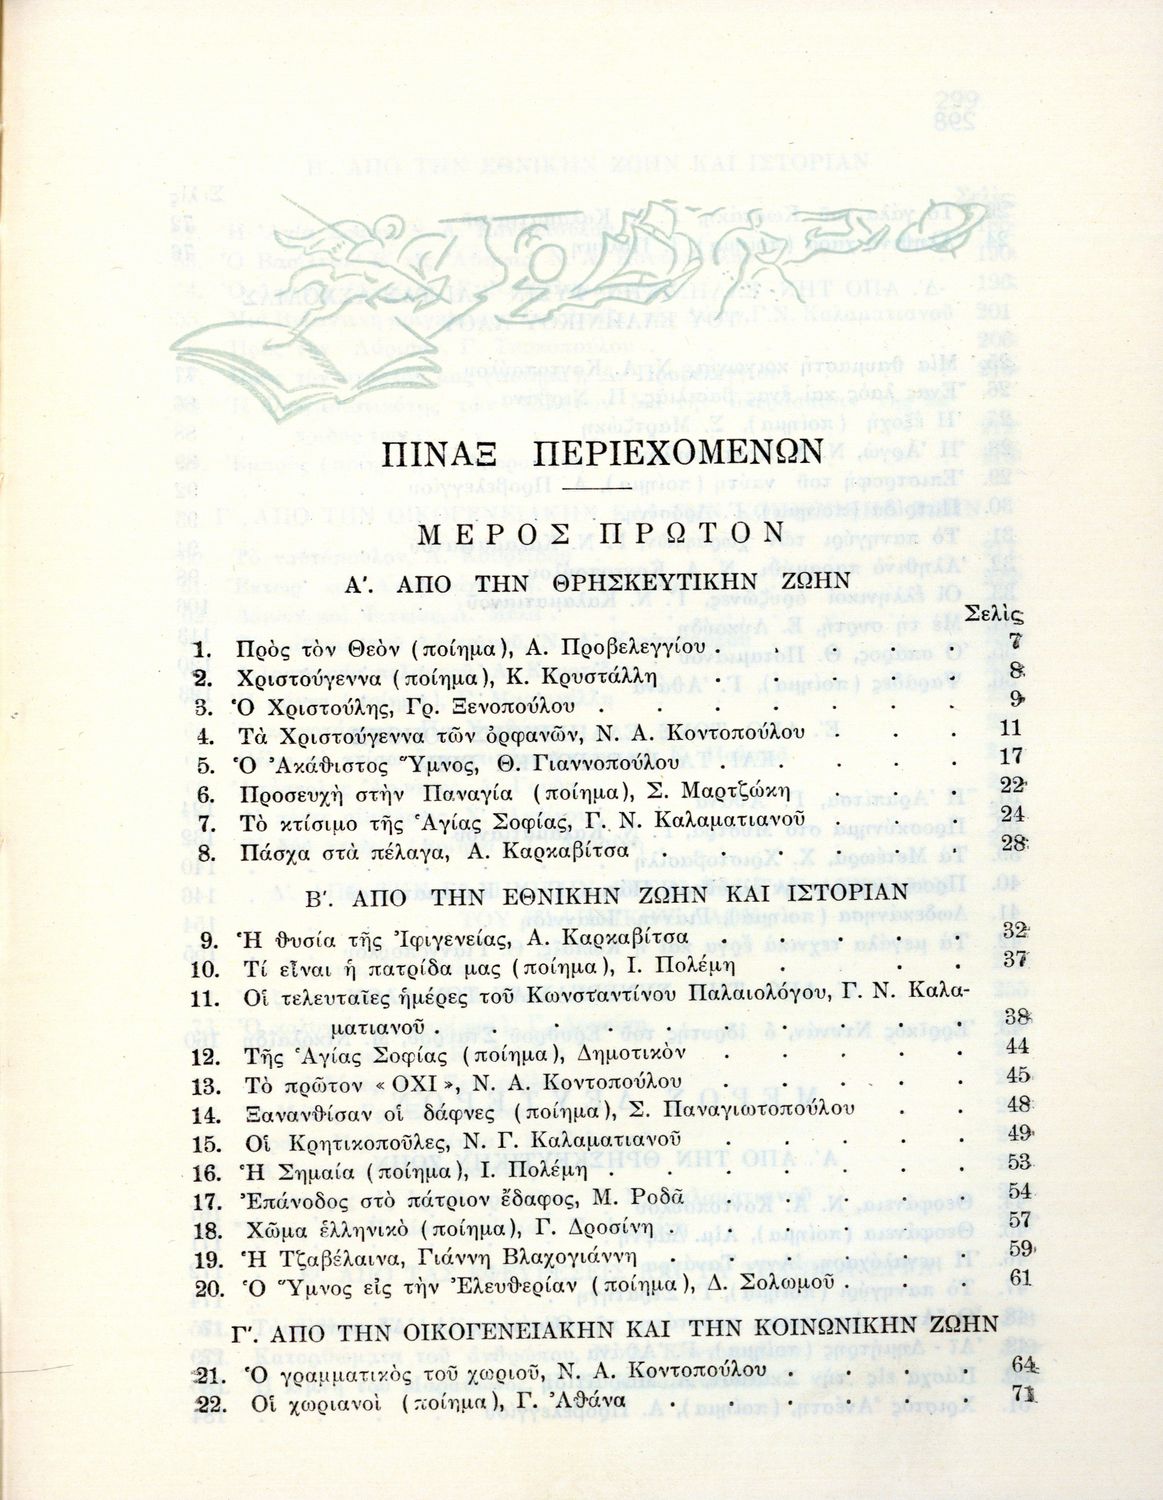 ΠΙΝΑΞ ΠΕΡΙΕΧΟΜΕΝΩΝ
ΜΕΡΟΣ ΠΡΩΤΟΝ
Α'. ΑΠΟ ΤΗΝ ΘΡΗΣΚΕΥΤΙΚΗΝ ΖΩΗΝ
Σελὶς
1. Πρὸς τὸν Θεὸν (ποίημα), Α. Προβελεγγίου . . . . . 7
2. Χριστούγεννα (ποίημα), Κ. Κρυστάλλη . . . . . 8
3. Ὁ Χριστούλης, Γρ. Ξενοπούλου . . . . . . . 9
4. Τὰ Χριστούγεννα τῶν ὀρφανῶν, Ν. Α. Κοντοπούλου . . . 11
5. Ὁ Ἀκάθιστος Ὕμνος, Θ. Γιαννοπούλου . . . . . 17
6. Προσευχὴ στὴν Παναγία (ποίημα), Σ. Μαρτζώκη . . . 22
7. Τὸ κτίσιμο τῆς Ἁγίας Σοφίας, Γ. Ν. Καλαματιανοῦ . . . 24
8. Πάσχα στὰ πέλαγα, Α. Καρκαβίτσα . . . . . . 28
Β'. ΑΠΟ ΤΗΝ ΕΘΝΙΚΗΝ ΖΩΗΝ ΚΑΙ ΙΣΤΟΡΙΑΝ
9. Ἡ θυσία τῆς Ἰφιγενείας, Α. Καρκαβίτσα . . . . . 32
10. Τί εἶναι ἡ πατρίδα μας (ποίημα), Ι. Πολέμη . . . 37
11. Οἱ τελευταῖες ἡμέρες τοῦ Κωνσταντίνου Παλαιολόγου, Γ. Ν. Καλα-
ματιανοῦ . . . . . . . . . . 38
12. Τῆς Ἁγίας Σοφίας (ποίημα), Δημοτικὸν . . . . . 44
13. Τὸ πρῶτον « ΟΧΙ », Ν. Α. Κοντοπούλου . . . . . 45
14. Ξανανθίσαν οἱ δάφνες (ποίημα), Σ. Παναγιωτοπούλου . . 48
15. Οἱ Κρητικοποῦλες, Ν. Γ. Καλαματιανοῦ . . . . . 49
16. Ἡ Σημαία (ποίημα), Ι. Πολέμη . . . . . . . 53
17. Ἐπάνοδος στὸ πάτριον ἔδαφος, Μ. Ροδᾶ . . . . . 54
18. Χῶμα ἑλληνικὸ (ποίημα), Γ. Δροσίνη . . . . . . 57
19. Ἡ Τζαβέλαινα, Γιάννη Βλαχογιάννη . . . . . . 59
20. Ὁ Ὕμνος εἰς τὴν Ἐλευθερίαν (ποίημα), Δ. Σολωμοῦ . . . 61
Γ'. ΑΠΟ ΤΗΝ ΟΙΚΟΓΕΝΕΙΑΚΗΝ ΚΑΙ ΤΗΝ ΚΟΙΝΩΝΙΚΗΝ ΖΩΗΝ
21. Ὁ γραμματικὸς τοῦ χωριοῦ, Ν. Α. Κοντοπούλου . . . . 64
22. Οἱ χωριανοὶ (ποίημα), Γ. Ἀθάνα . . . . . . 71